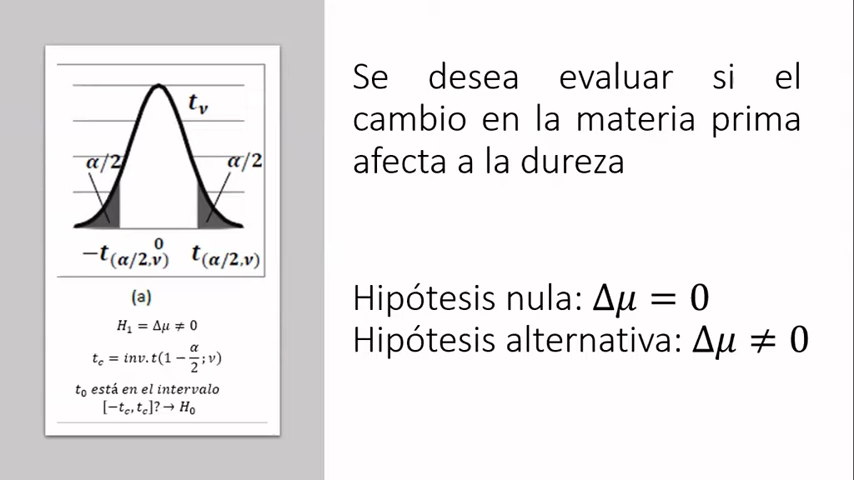 t_ν
α/2
α/2
−t_(α/2,ν)
0
t_(α/2,ν)
(a)
H₁ = Δμ ≠ 0
t_c = inv.t(1 − α/2; ν)
t₀ está en el intervalo
[−t_c, t_c]? → H₀
Se desea evaluar si el
cambio en la materia prima
afecta a la dureza
Hipótesis nula: Δμ = 0
Hipótesis alternativa: Δμ ≠ 0